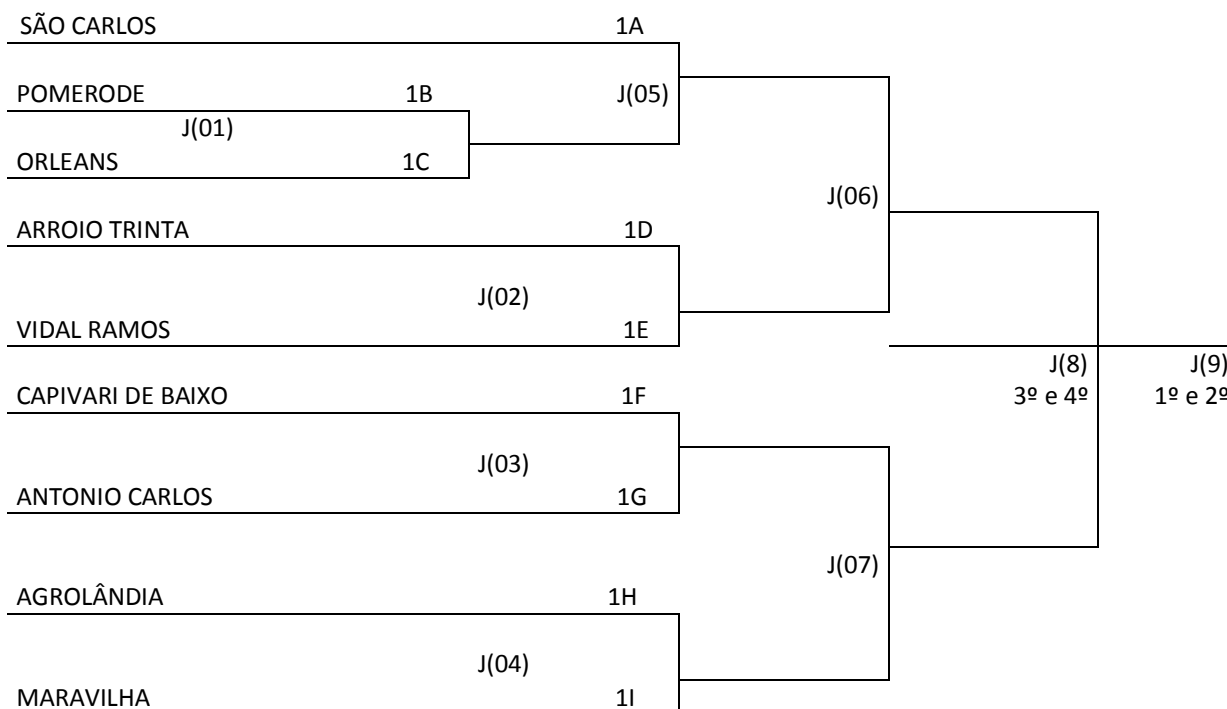 SÃO CARLOS 1A
POMERODE 1B J(05)
J(01)
ORLEANS 1C
J(06)
ARROIO TRINTA 1D
J(02)
VIDAL RAMOS 1E
J(8) J(9)
CAPIVARI DE BAIXO 1F 3º e 4º 1º e 2º
J(03)
ANTONIO CARLOS 1G
J(07)
AGROLÂNDIA 1H
J(04)
MARAVILHA 1I